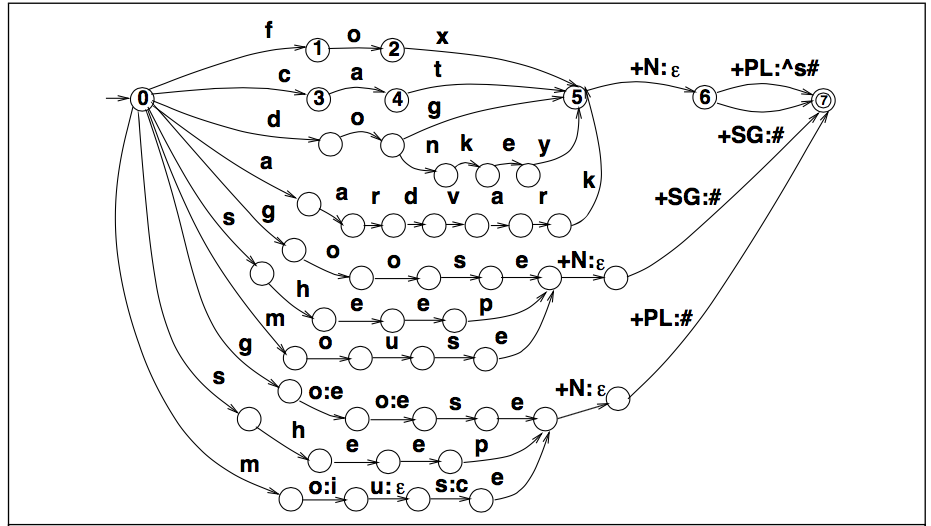 f o x
c a t
0 1 2 3 4 5 6 7
+N:ε +PL:^s#
+SG:#
d o g
n k e y
a a r d v a r k
+SG:#
g o o s e +N:ε
s h e e p
m o u s e
+PL:#
g o:e o:e s e +N:ε
s h e e p
m o:i u:ε s:c e